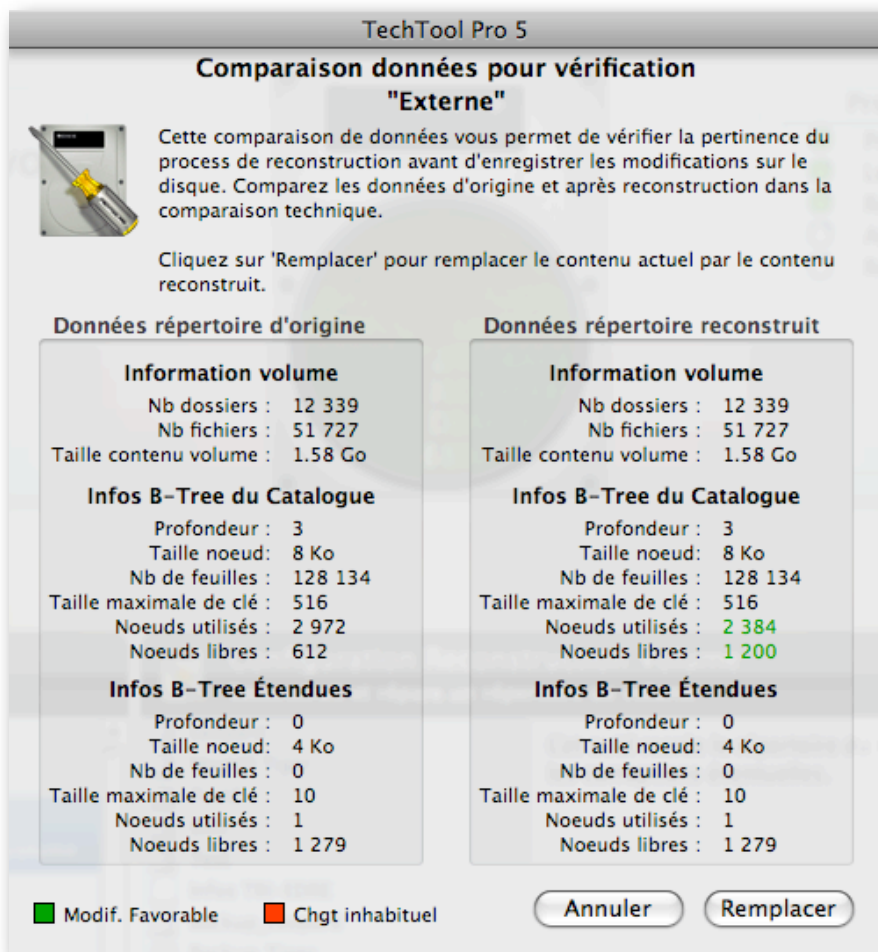 TechTool Pro 5
Comparaison données pour vérification
"Externe"
Cette comparaison de données vous permet de vérifier la pertinence du
process de reconstruction avant d'enregistrer les modifications sur le
disque. Comparez les données d'origine et après reconstruction dans la
comparaison technique.
Cliquez sur 'Remplacer' pour remplacer le contenu actuel par le contenu
reconstruit.
Données répertoire d'origine
Information volume
Nb dossiers : 12 339
Nb fichiers : 51 727
Taille contenu volume : 1.58 Go
Infos B-Tree du Catalogue
Profondeur : 3
Taille noeud: 8 Ko
Nb de feuilles : 128 134
Taille maximale de clé : 516
Noeuds utilisés : 2 972
Noeuds libres : 612
Infos B-Tree Étendues
Profondeur : 0
Taille noeud: 4 Ko
Nb de feuilles : 0
Taille maximale de clé : 10
Noeuds utilisés : 1
Noeuds libres : 1 279
Données répertoire reconstruit
Information volume
Nb dossiers : 12 339
Nb fichiers : 51 727
Taille contenu volume : 1.58 Go
Infos B-Tree du Catalogue
Profondeur : 3
Taille noeud: 8 Ko
Nb de feuilles : 128 134
Taille maximale de clé : 516
Noeuds utilisés : 2 384
Noeuds libres : 1 200
Infos B-Tree Étendues
Profondeur : 0
Taille noeud: 4 Ko
Nb de feuilles : 0
Taille maximale de clé : 10
Noeuds utilisés : 1
Noeuds libres : 1 279
Modif. Favorable
Chgt inhabituel
Annuler
Remplacer